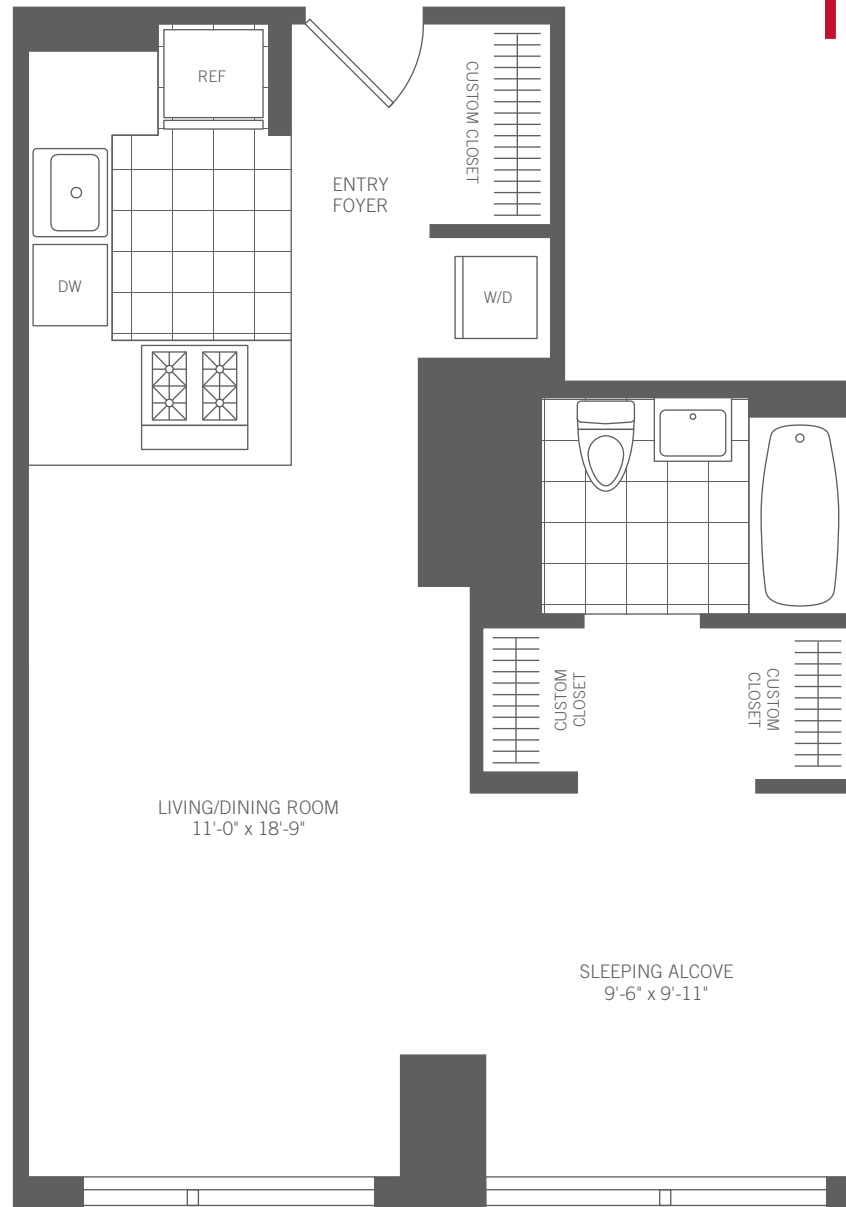 REF
CUSTOM CLOSET
ENTRY
FOYER
DW
W/D
CUSTOM
CLOSET
CUSTOM
CLOSET
LIVING/DINING ROOM
11'-0" x 18'-9"
SLEEPING ALCOVE
9'-6" x 9'-11"